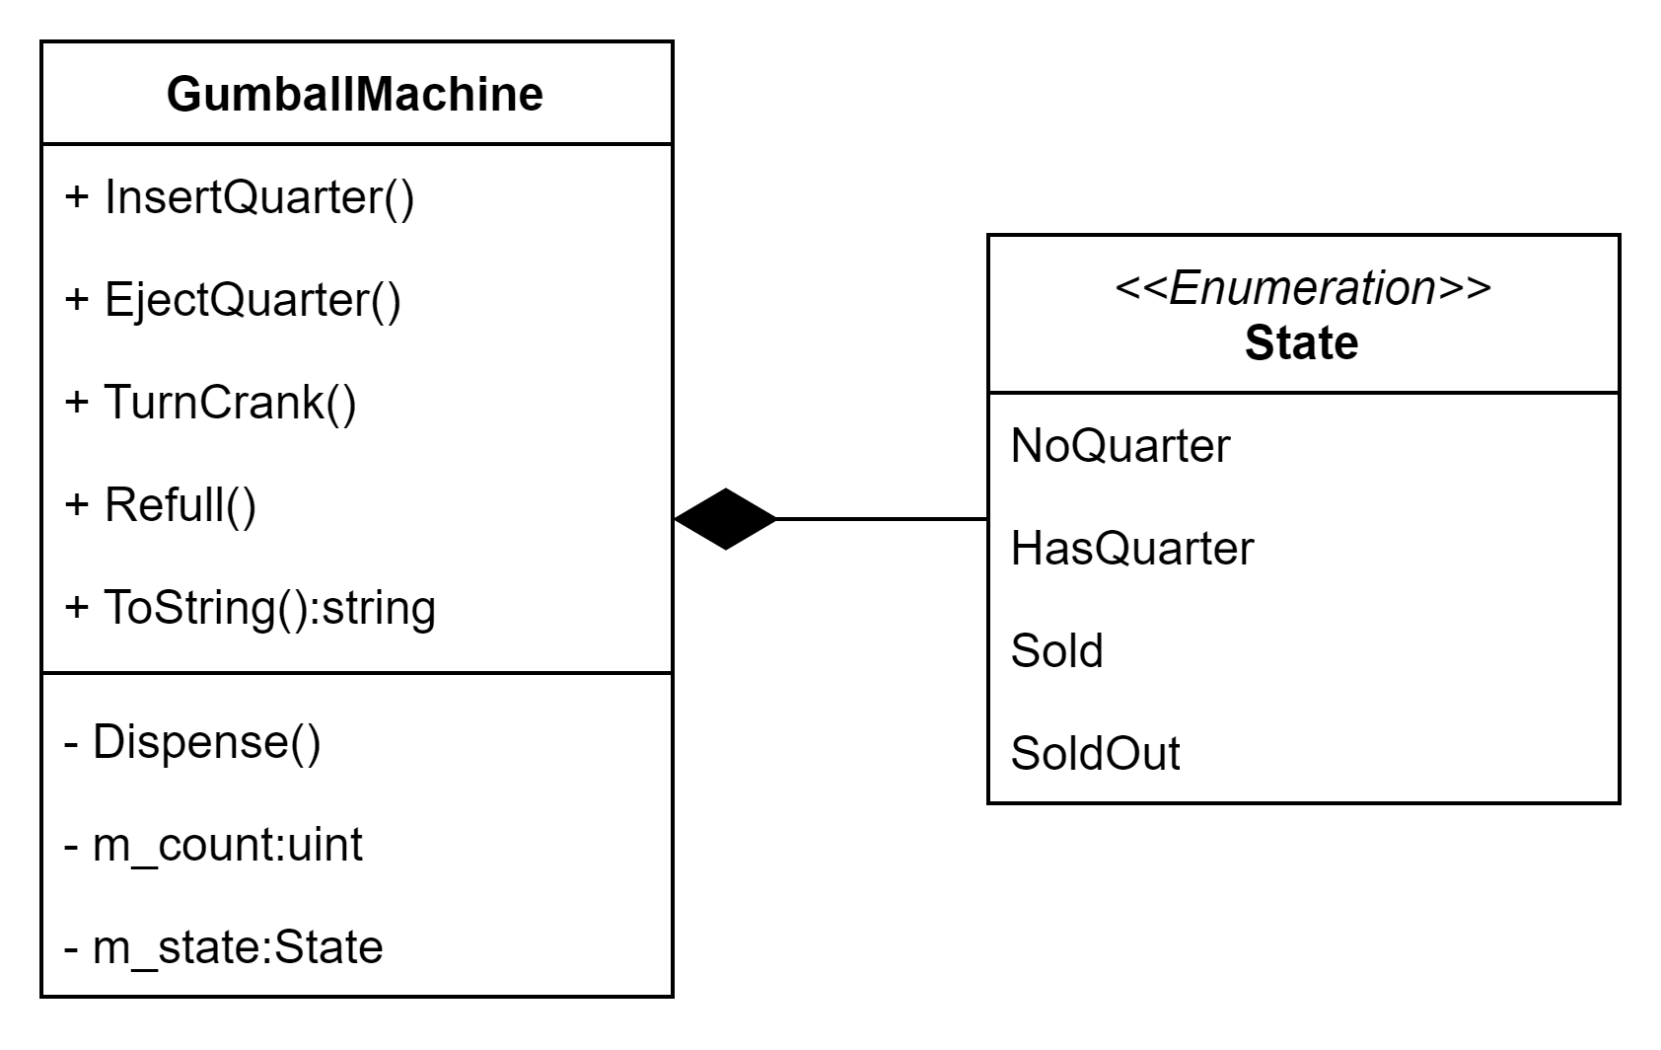 GumballMachine
+ InsertQuarter()
+ EjectQuarter()
+ TurnCrank()
+ Refull()
+ ToString():string
- Dispense()
- m_count:uint
- m_state:State
<<Enumeration>>
State
NoQuarter
HasQuarter
Sold
SoldOut